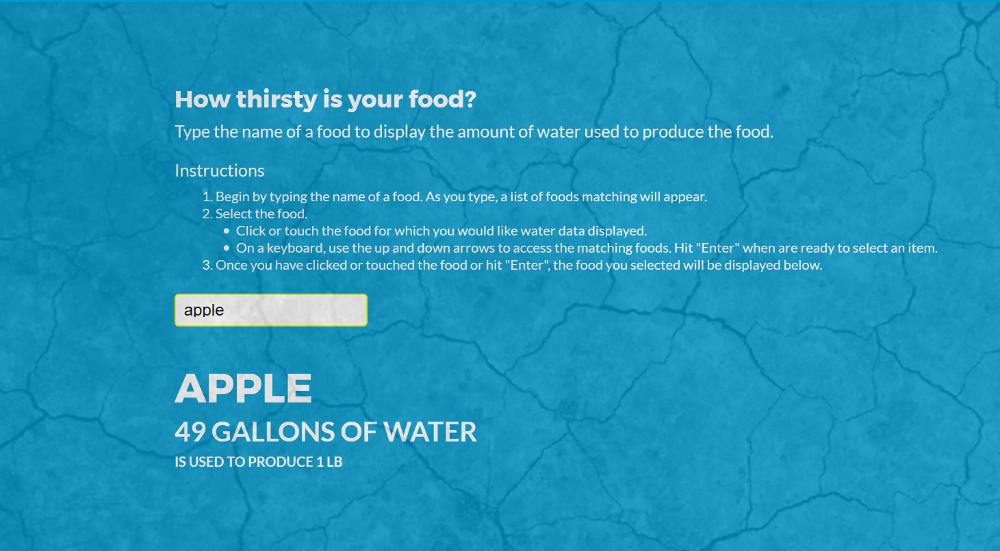 How thirsty is your food?
Type the name of a food to display the amount of water used to produce the food.
Instructions
1. Begin by typing the name of a food. As you type, a list of foods matching will appear.
2. Select the food.
• Click or touch the food for which you would like water data displayed.
• On a keyboard, use the up and down arrows to access the matching foods. Hit "Enter" when are ready to select an item.
3. Once you have clicked or touched the food or hit "Enter", the food you selected will be displayed below.
apple
APPLE
49 GALLONS OF WATER
IS USED TO PRODUCE 1 LB